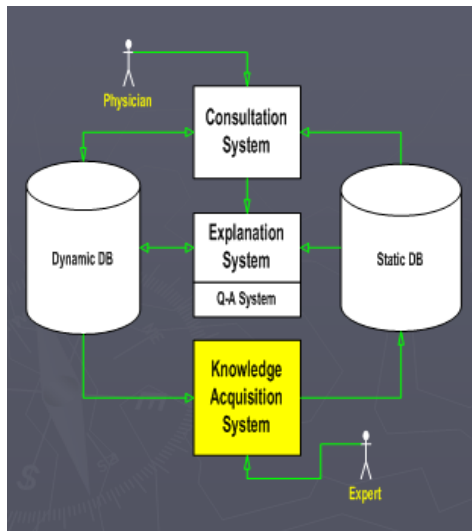 Physician
Consultation
System
Dynamic DB
Explanation
System
Q-A System
Static DB
Knowledge
Acquisition
System
Expert
S
E